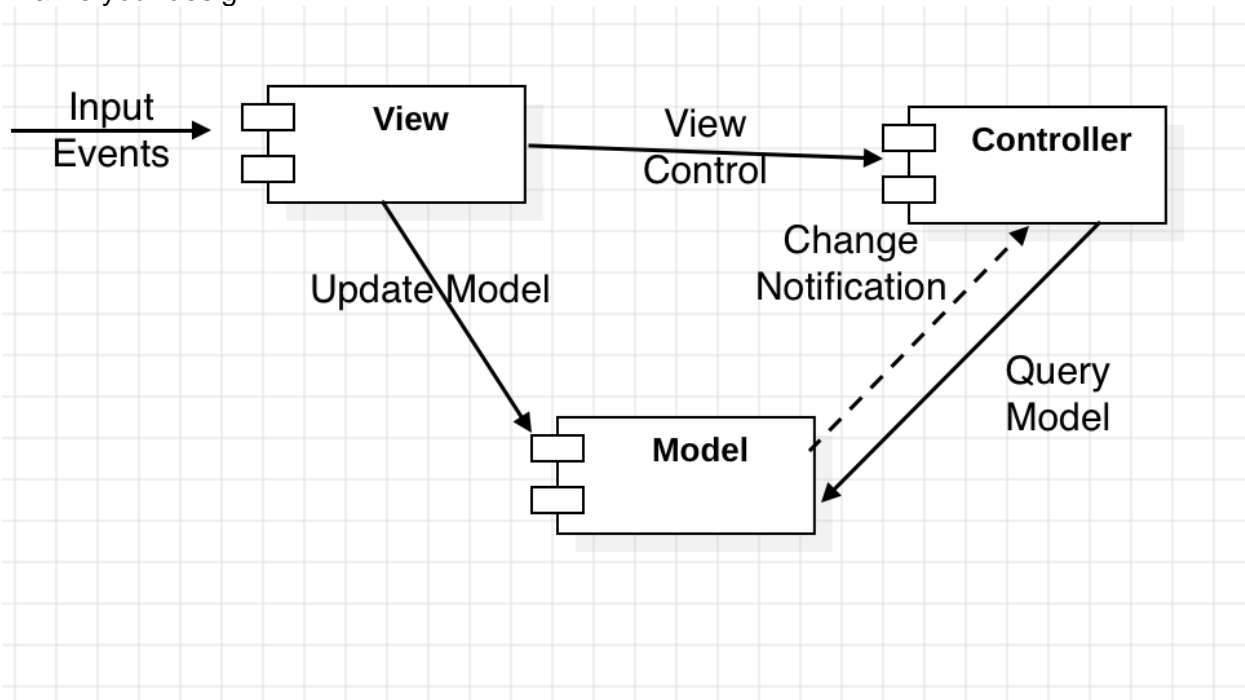 Input
Events
View
View
Control
Controller
Change
Notification
Update Model
Query
Model
Model